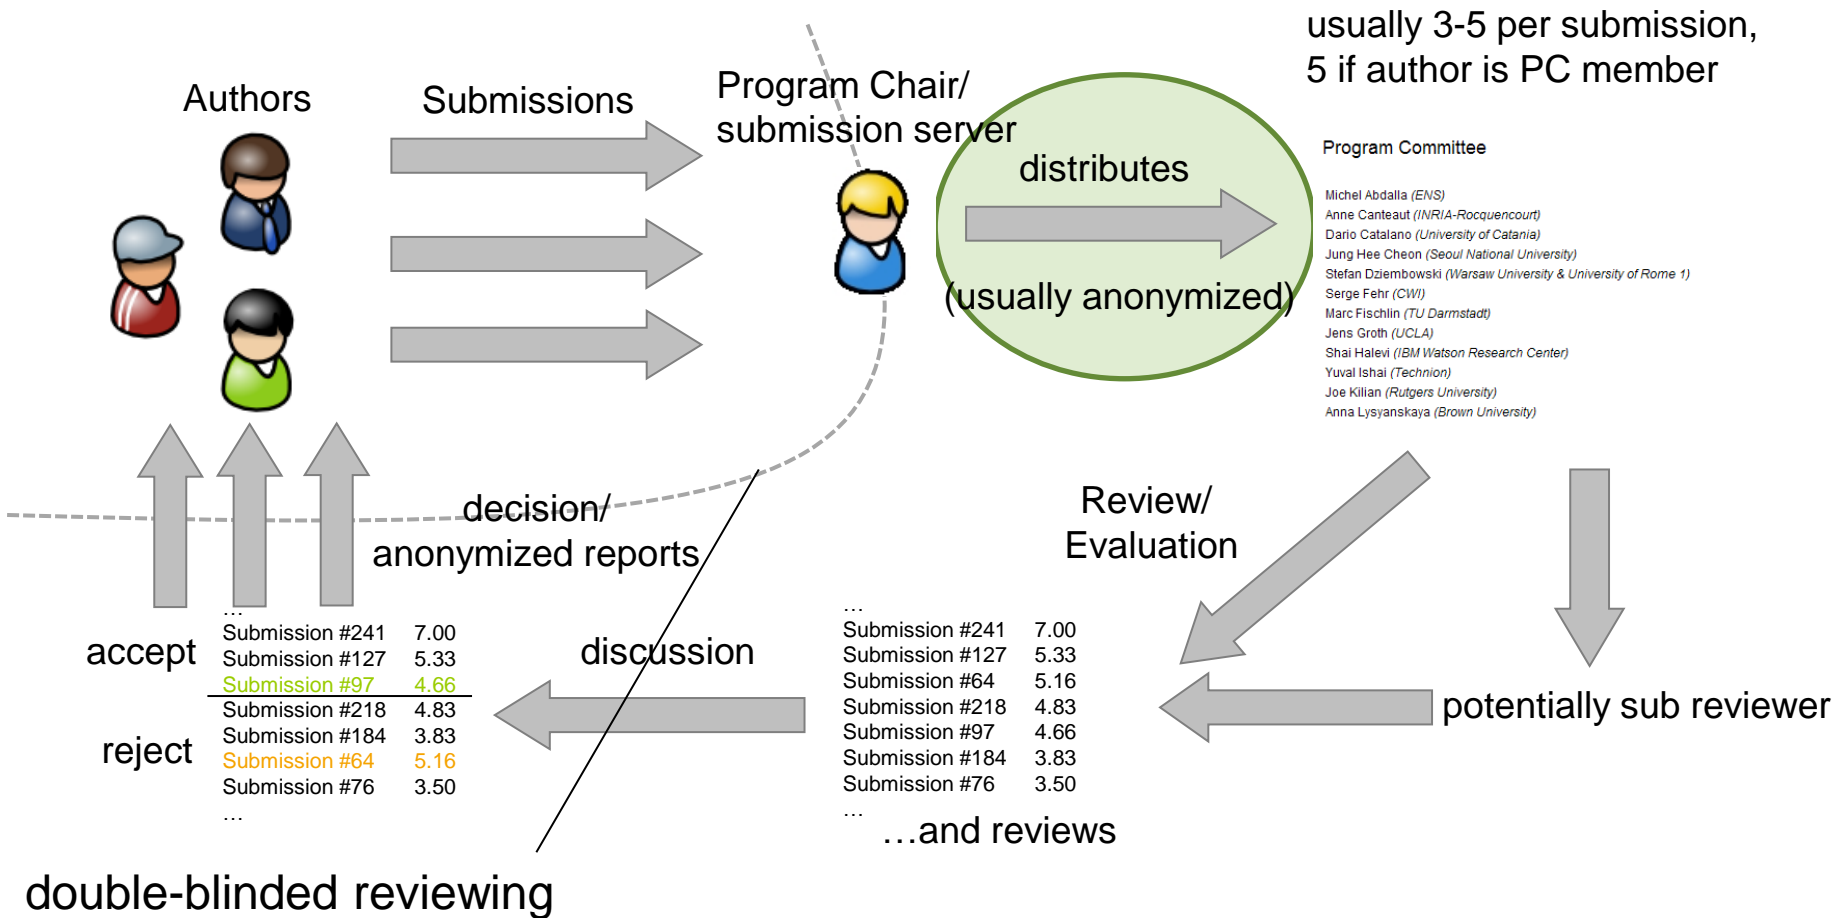 usually 3-5 per submission,
5 if author is PC member
Authors
Submissions
Program Chair/
submission server
distributes
(usually anonymized)
Program Committee
Michel Abdalla (ENS)
Anne Canteaut (INRIA-Rocquencourt)
Dario Catalano (University of Catania)
Jung Hee Cheon (Seoul National University)
Stefan Dziembowski (Warsaw University & University of Rome 1)
Serge Fehr (CWI)
Marc Fischlin (TU Darmstadt)
Jens Groth (UCLA)
Shai Halevi (IBM Watson Research Center)
Yuval Ishai (Technion)
Joe Kilian (Rutgers University)
Anna Lysyanskaya (Brown University)
Review/
Evaluation
potentially sub reviewer
…
Submission #241 7.00
Submission #127 5.33
Submission #64 5.16
Submission #218 4.83
Submission #97 4.66
Submission #184 3.83
Submission #76 3.50
…
…and reviews
discussion
decision/
anonymized reports
accept
reject
…
Submission #241 7.00
Submission #127 5.33
Submission #97 4.66
Submission #218 4.83
Submission #184 3.83
Submission #64 5.16
Submission #76 3.50
…
double-blinded reviewing